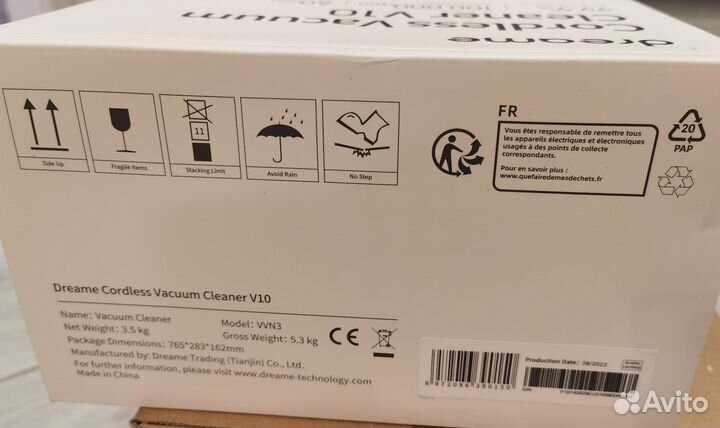 dreame
Cordless Vacuum
Cleaner V10
Side Up
Fragile Items
11
Stacking Limit
Avoid Rain
No Step
FR
Vous êtes responsable de remettre tous
les appareils électriques et électroniques
usagés à des points de collecte
correspondants.
Pour en savoir plus :
www.quefairedemesdechets.fr
20
PAP
Dreame Cordless Vacuum Cleaner V10
Name: Vacuum Cleaner
Model: VVN3
Net Weight: 3.5 kg
Gross Weight: 5.3 kg
Package Dimensions: 765*283*162mm
Manufactured by: Dreame Trading (Tianjin) Co., Ltd.
For further information, please visit www.dreame-technology.com
Made in China
CE
6 972086 390150
Production Date: 08/2022
Quality
Certified
S/N:
Avito